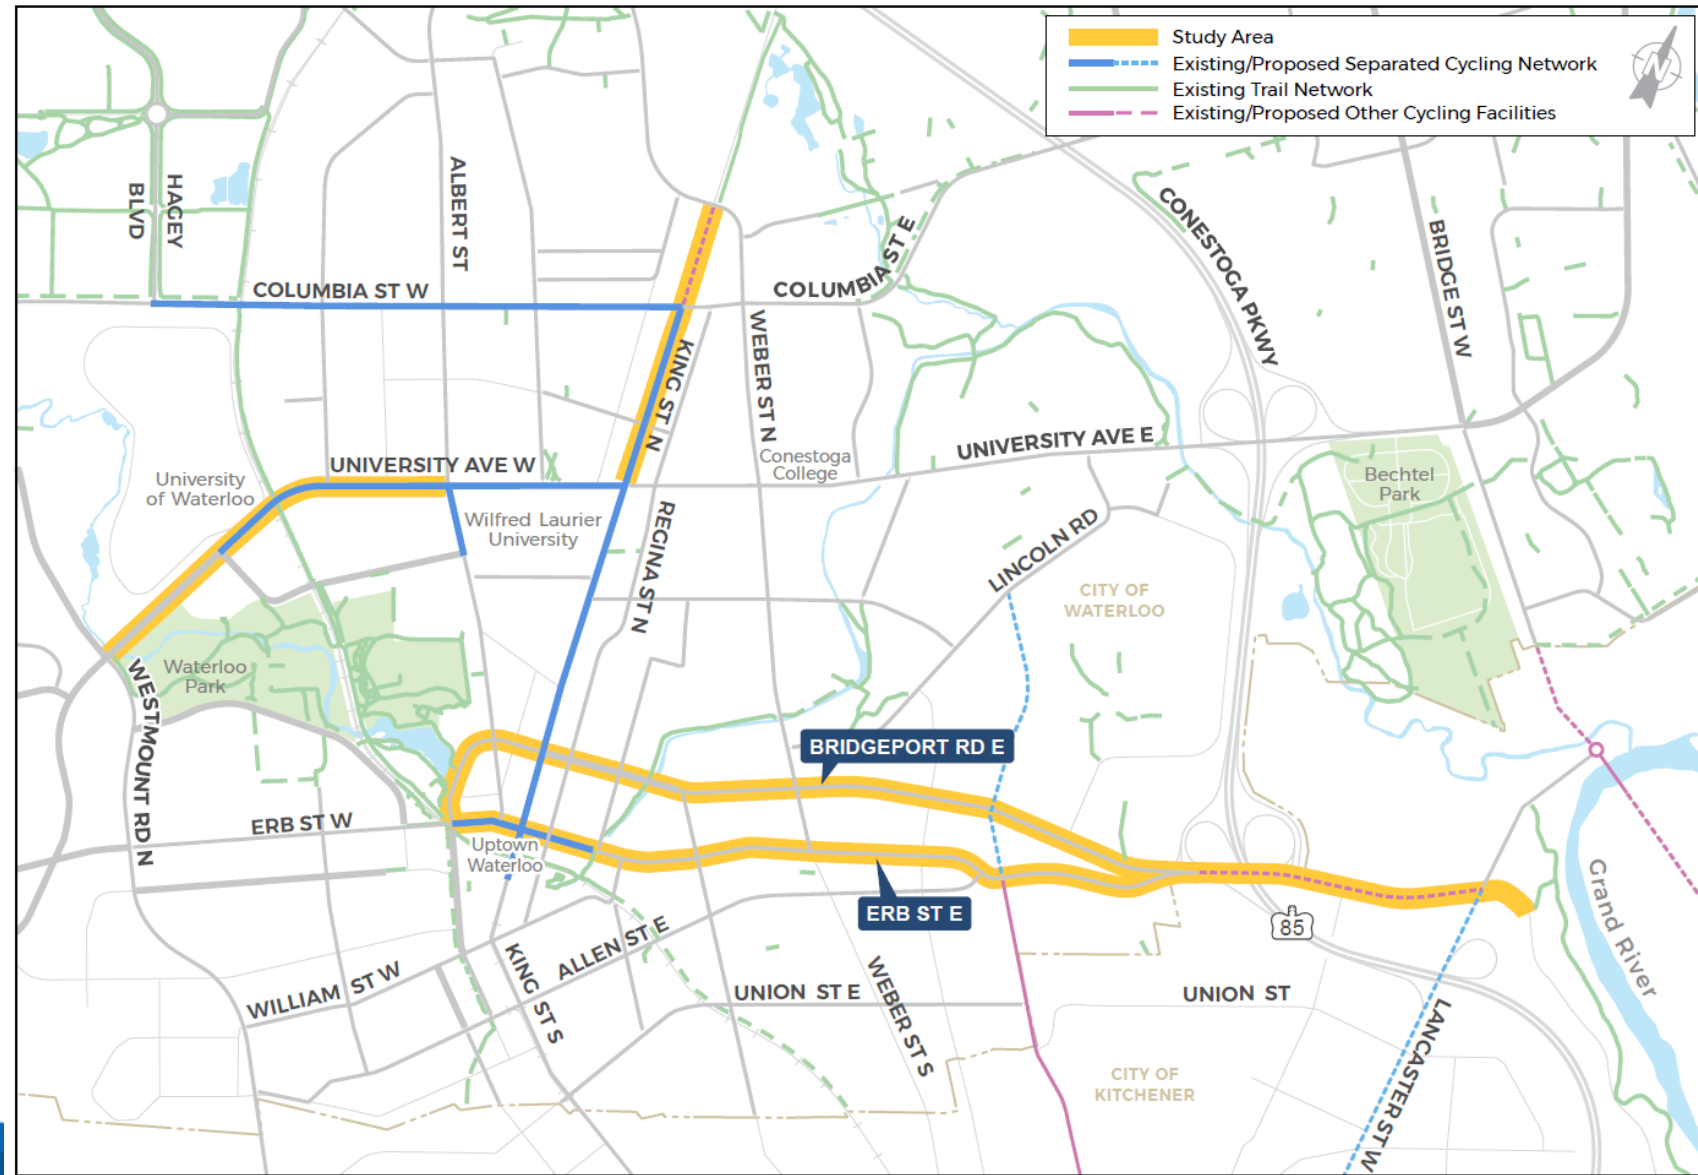 Study Area
Existing/Proposed Separated Cycling Network
Existing Trail Network
Existing/Proposed Other Cycling Facilities
N
HAGEY
BLVD
ALBERT ST
COLUMBIA ST W
COLUMBIA ST E
CONESTOGA PKWY
BRIDGE ST W
KING ST N
WEBER ST N
UNIVERSITY AVE W
UNIVERSITY AVE E
University
of Waterloo
Conestoga
College
Bechtel
Park
Wilfred Laurier
University
REGINA ST N
LINCOLN RD
CITY OF
WATERLOO
Waterloo
Park
WESTMOUNT RD N
BRIDGEPORT RD E
ERB ST W
Uptown
Waterloo
ERB ST E
85
Grand River
WILLIAM ST W
KING ST S
ALLEN ST E
UNION ST E
WEBER ST S
UNION ST
LANCASTER ST W
CITY OF
KITCHENER